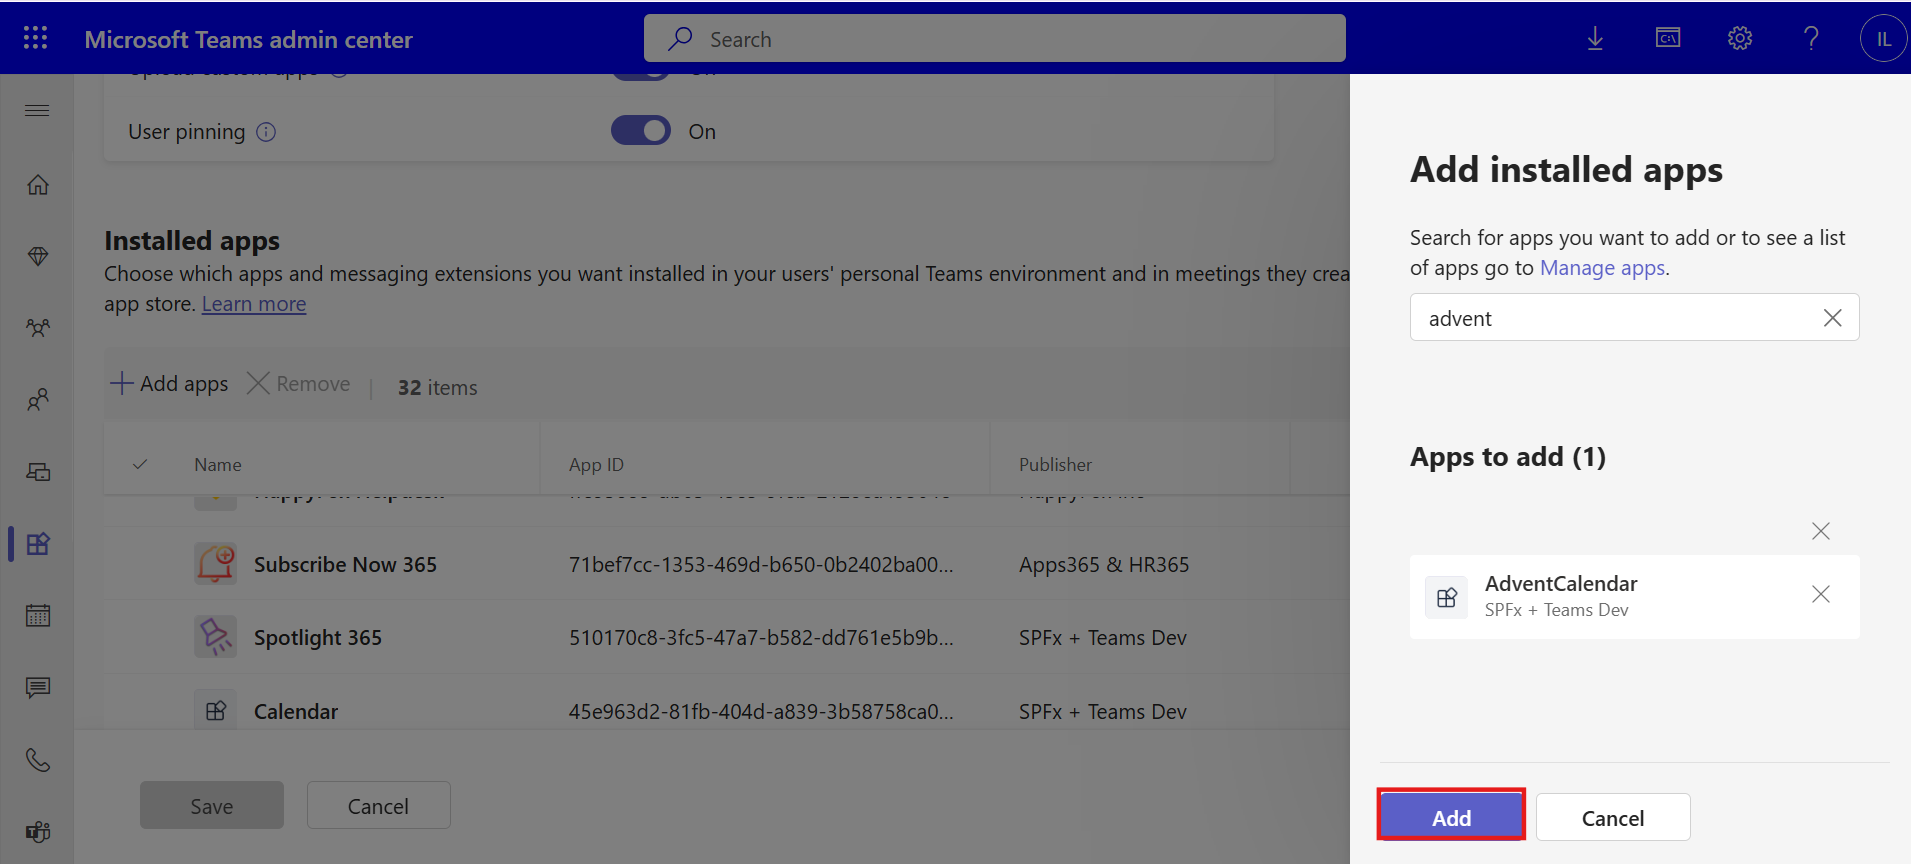 Microsoft Teams admin center
Search
C:\
IL
User pinning
On
Installed apps
Choose which apps and messaging extensions you want installed in your users' personal Teams environment and in meetings they crea
app store. Learn more
Add apps
Remove
32 items
Name
App ID
Publisher
Subscribe Now 365
71bef7cc-1353-469d-b650-0b2402ba00...
Apps365 & HR365
Spotlight 365
510170c8-3fc5-47a7-b582-dd761e5b9b...
SPFx + Teams Dev
Calendar
45e963d2-81fb-404d-a839-3b58758ca0...
SPFx + Teams Dev
Save
Cancel
Add installed apps
Search for apps you want to add or to see a list
of apps go to Manage apps.
advent
Apps to add (1)
AdventCalendar
SPFx + Teams Dev
Add
Cancel